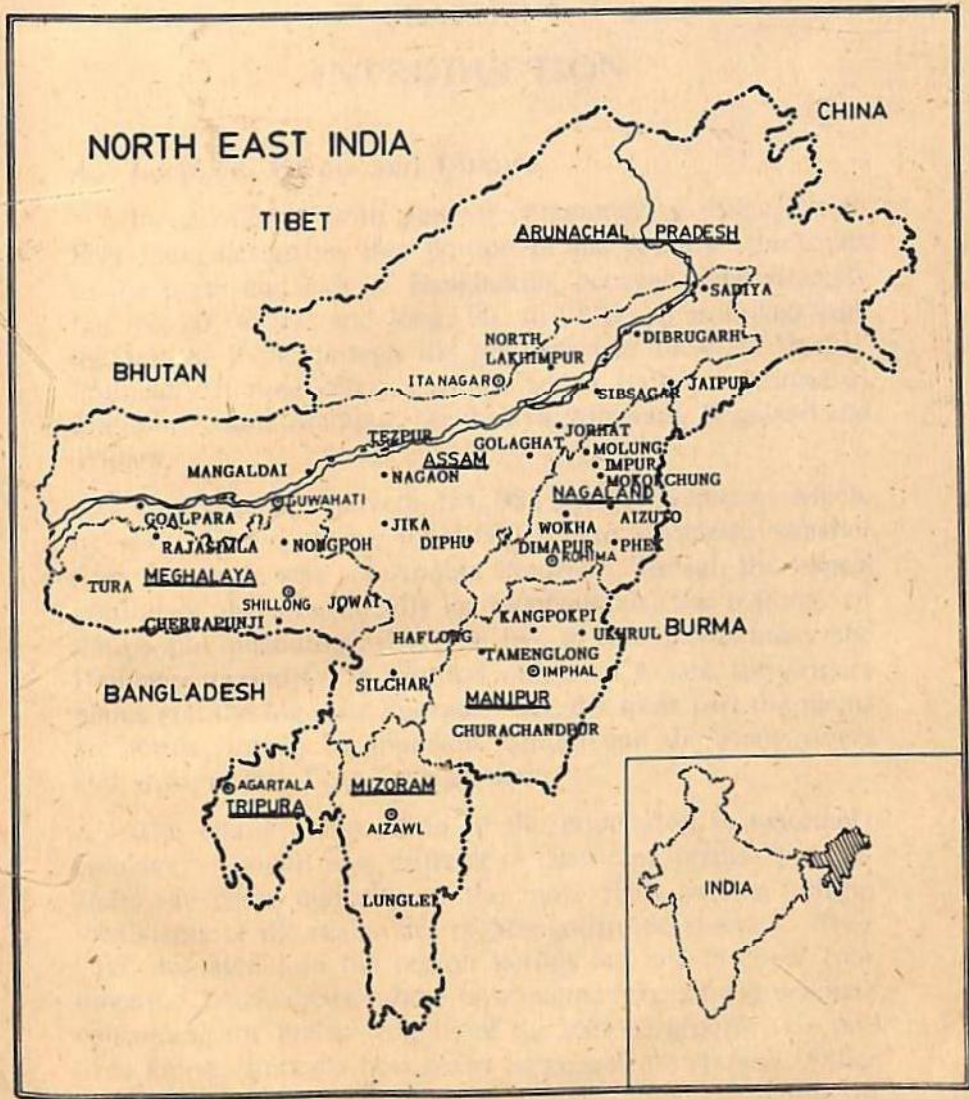 CHINA
NORTH EAST INDIA
TIBET
ARUNACHAL PRADESH
SADIYA
DIBRUGARH
NORTH
LAKHIMPUR
BHUTAN
ITANAGAR
SIBSAGAR
JAIPUR
JORHAT
TEZPUR
GOLAGHAT
MOLUNG
ASSAM
IMPUR
MANGALDAI
NAGAON
MOKOKCHUNG
NAGALAND
GUWAHATI
GOALPARA
AIZUTO
JIKA
WOKHA
RAJASIMLA
NONGPOH
DIPHU
DIMAPUR
PHEK
KOHIMA
TURA
MEGHALAYA
SHILLONG
JOWAI
KANGPOKPI
CHERRAPUNJI
HAFLONG
UKHRUL
BURMA
TAMENGLONG
IMPHAL
SILCHAR
BANGLADESH
MANIPUR
CHURACHANDPUR
AGARTALA
MIZORAM
TRIPURA
AIZAWL
INDIA
LUNGLEI